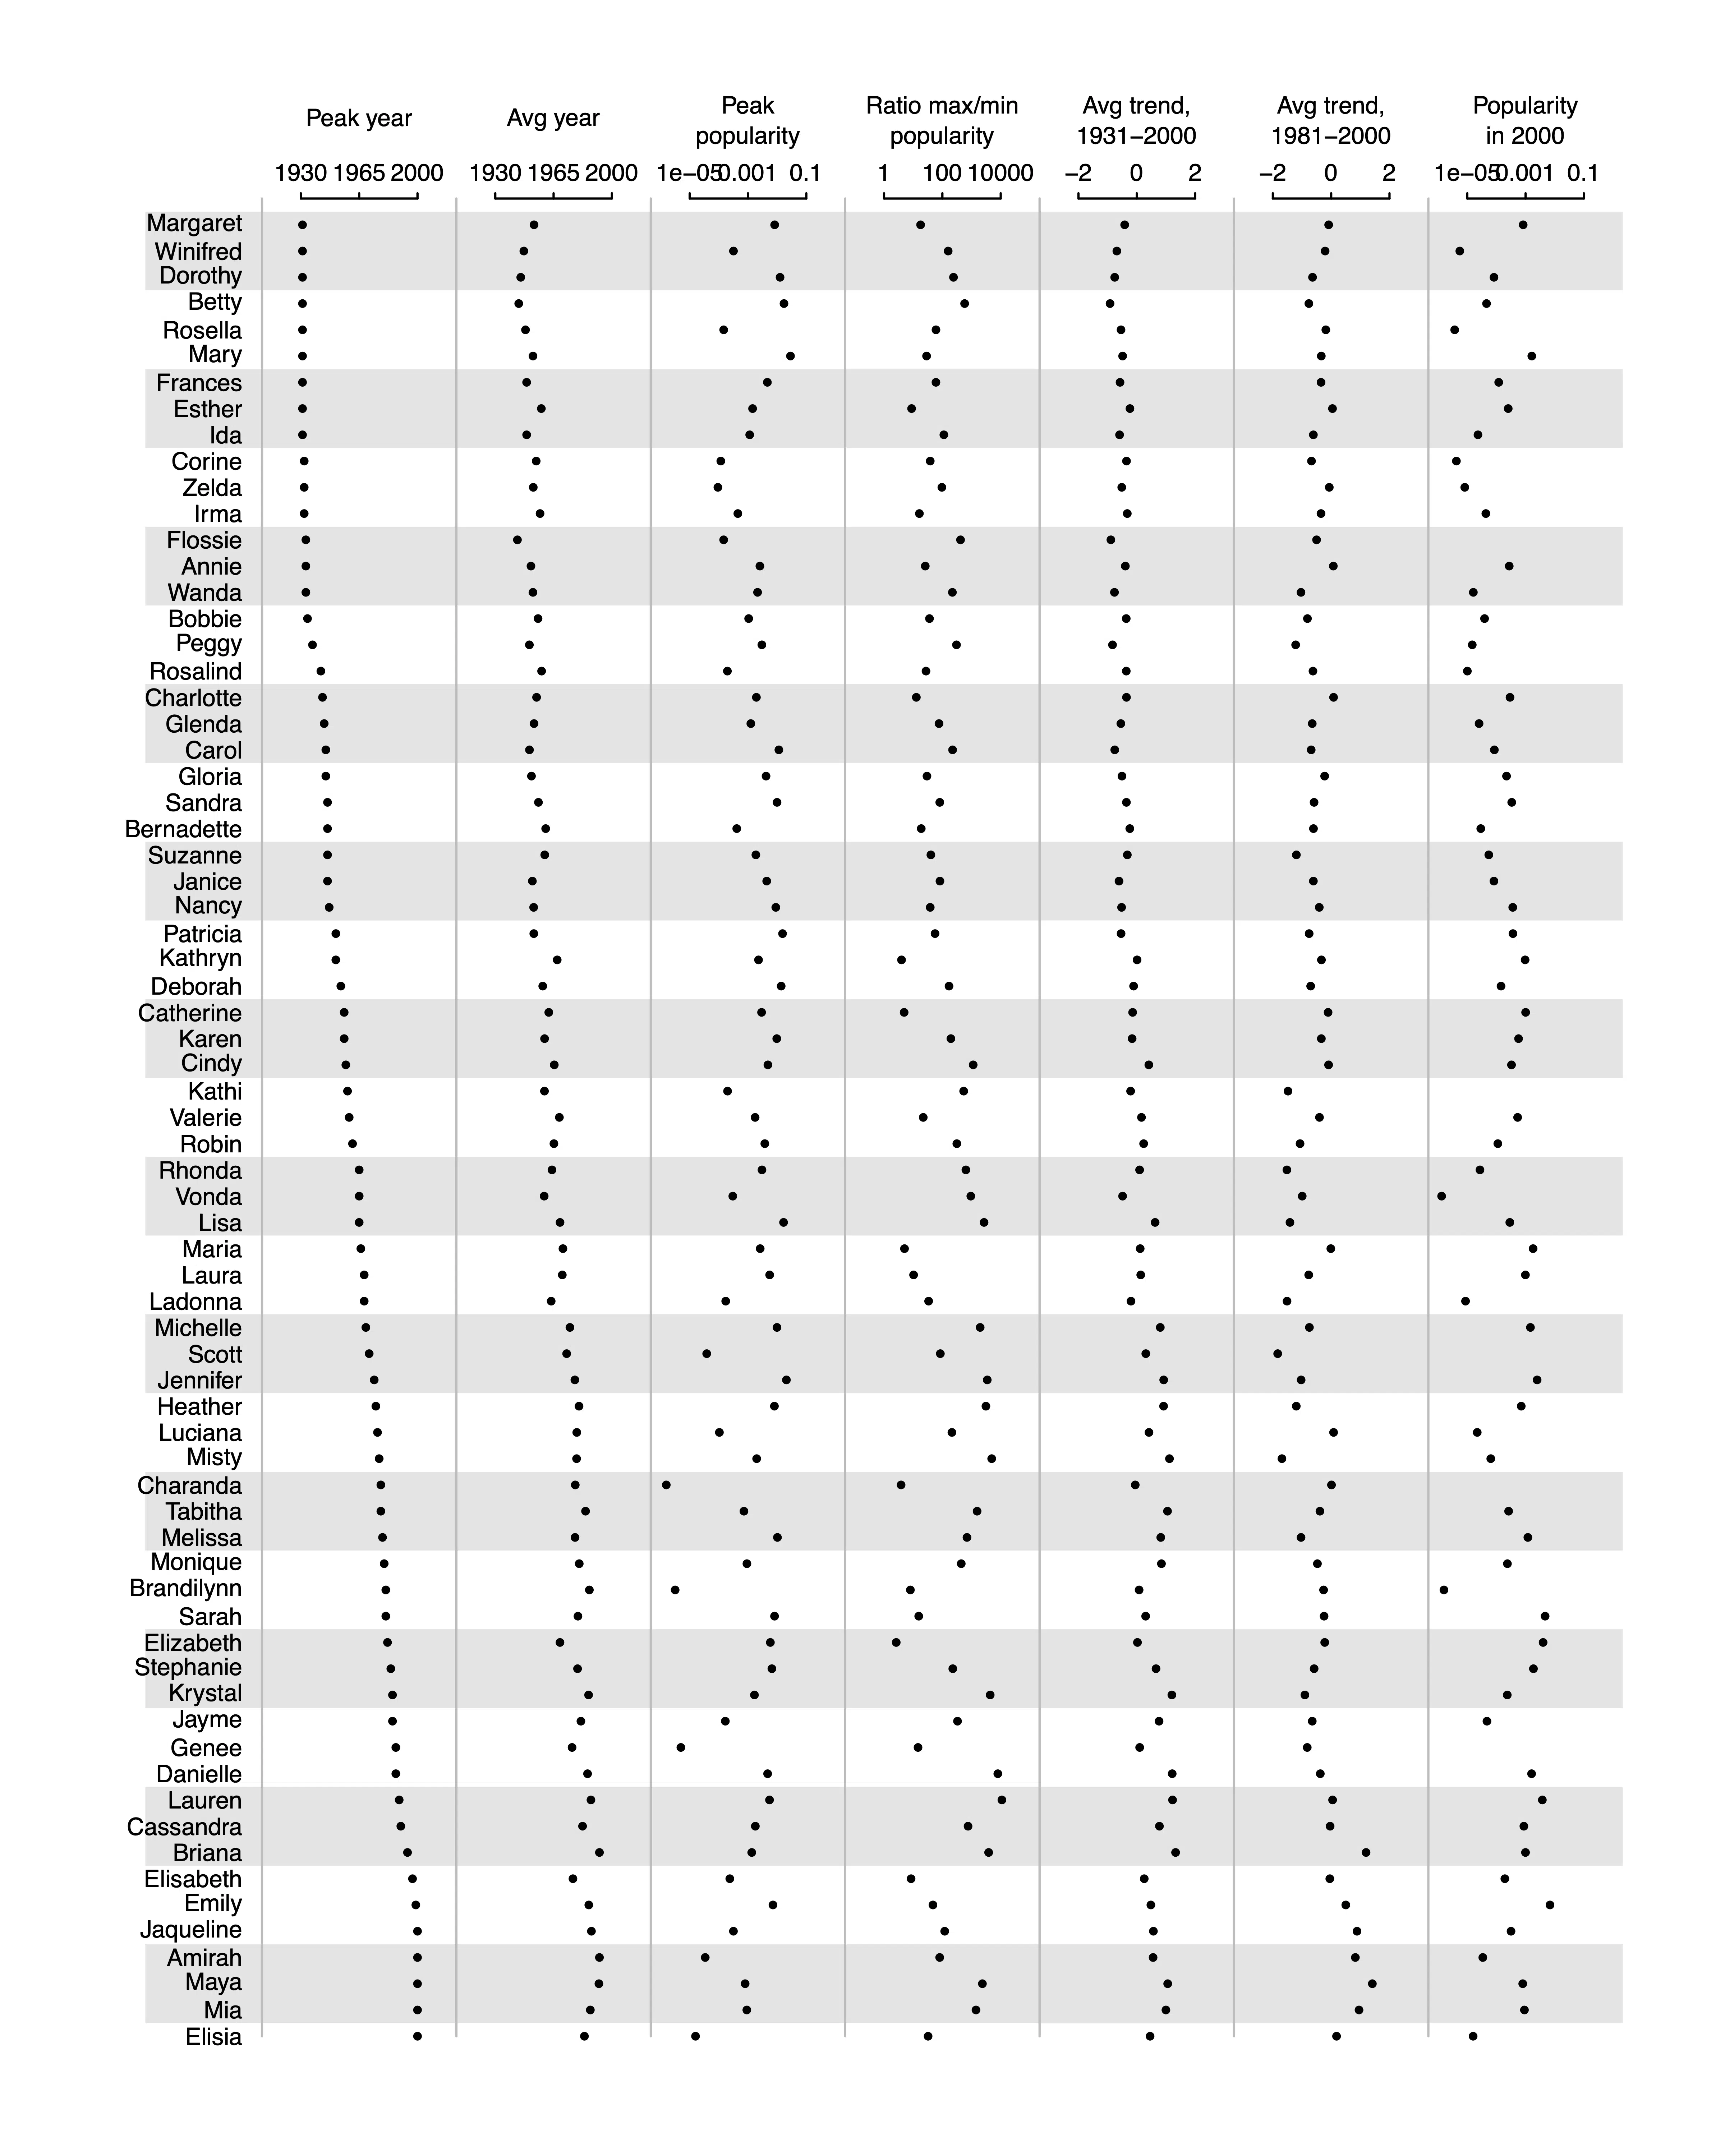 Peak year
Avg year
Peak
popularity
Ratio max/min
popularity
Avg trend,
1931−2000
Avg trend,
1981−2000
Popularity
in 2000
1930 1965 2000
1930 1965 2000
1e−05 0.001 0.1
1 100 10000
−2 0 2
−2 0 2
1e−05 0.001 0.1
Margaret
Winifred
Dorothy
Betty
Rosella
Mary
Frances
Esther
Ida
Corine
Zelda
Irma
Flossie
Annie
Wanda
Bobbie
Peggy
Rosalind
Charlotte
Glenda
Carol
Gloria
Sandra
Bernadette
Suzanne
Janice
Nancy
Patricia
Kathryn
Deborah
Catherine
Karen
Cindy
Kathi
Valerie
Robin
Rhonda
Vonda
Lisa
Maria
Laura
Ladonna
Michelle
Scott
Jennifer
Heather
Luciana
Misty
Charanda
Tabitha
Melissa
Monique
Brandilynn
Sarah
Elizabeth
Stephanie
Krystal
Jayme
Genee
Danielle
Lauren
Cassandra
Briana
Elisabeth
Emily
Jaqueline
Amirah
Maya
Mia
Elisia